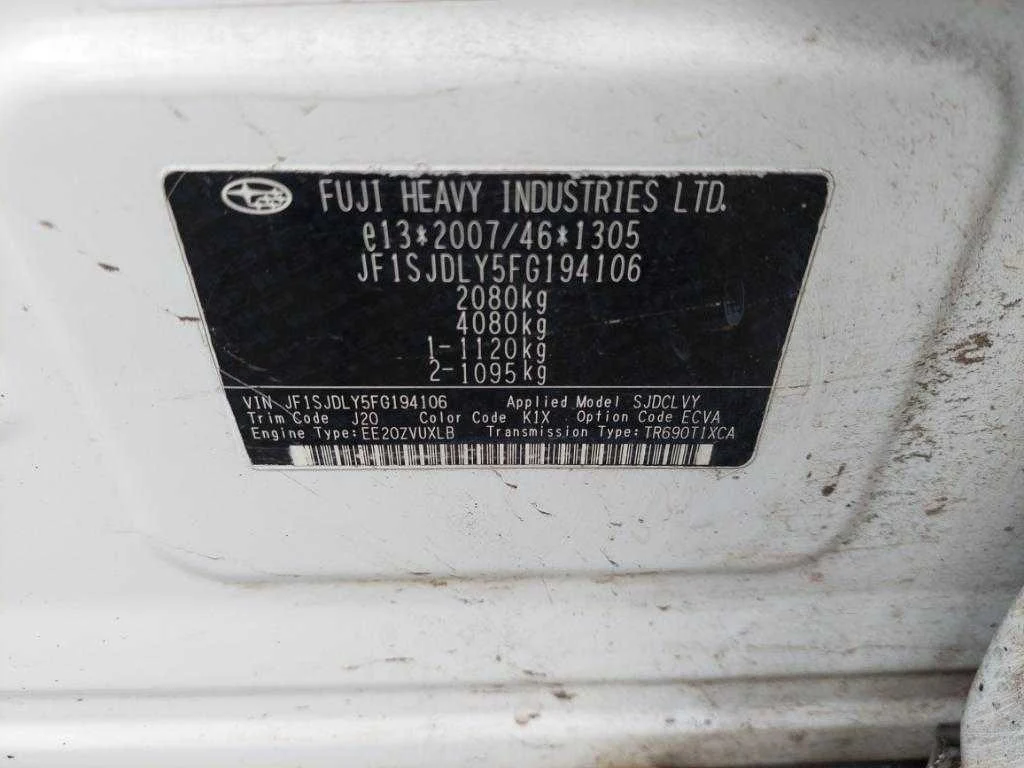 FUJI HEAVY INDUSTRIES LTD.
e13*2007/46*1305
JF1SJDLY5FG194106
2080kg
4080kg
1-1120kg
2-1095kg
VIN JF1SJDLY5FG194106 Applied Model SJDCLVY
Trim Code J20 Color Code K1X Option Code ECVA
Engine Type:EE20ZVUXLB Transmission Type:TR690T1XCA